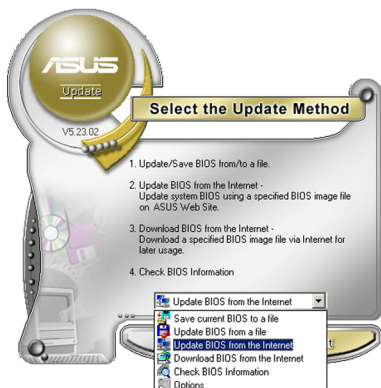 ASUS
Update
V5.23.02
Select the Update Method
1. Update/Save BIOS from/to a file.
2. Update BIOS from the Internet -
Update system BIOS using a specified BIOS image file
on ASUS Web Site.
3. Download BIOS from the Internet -
Download a specified BIOS image file via Internet for
later usage.
4. Check BIOS Information
Update BIOS from the Internet
Save current BIOS to a file
Update BIOS from a file
Update BIOS from the Internet
Download BIOS from the Internet
Check BIOS Information
Options